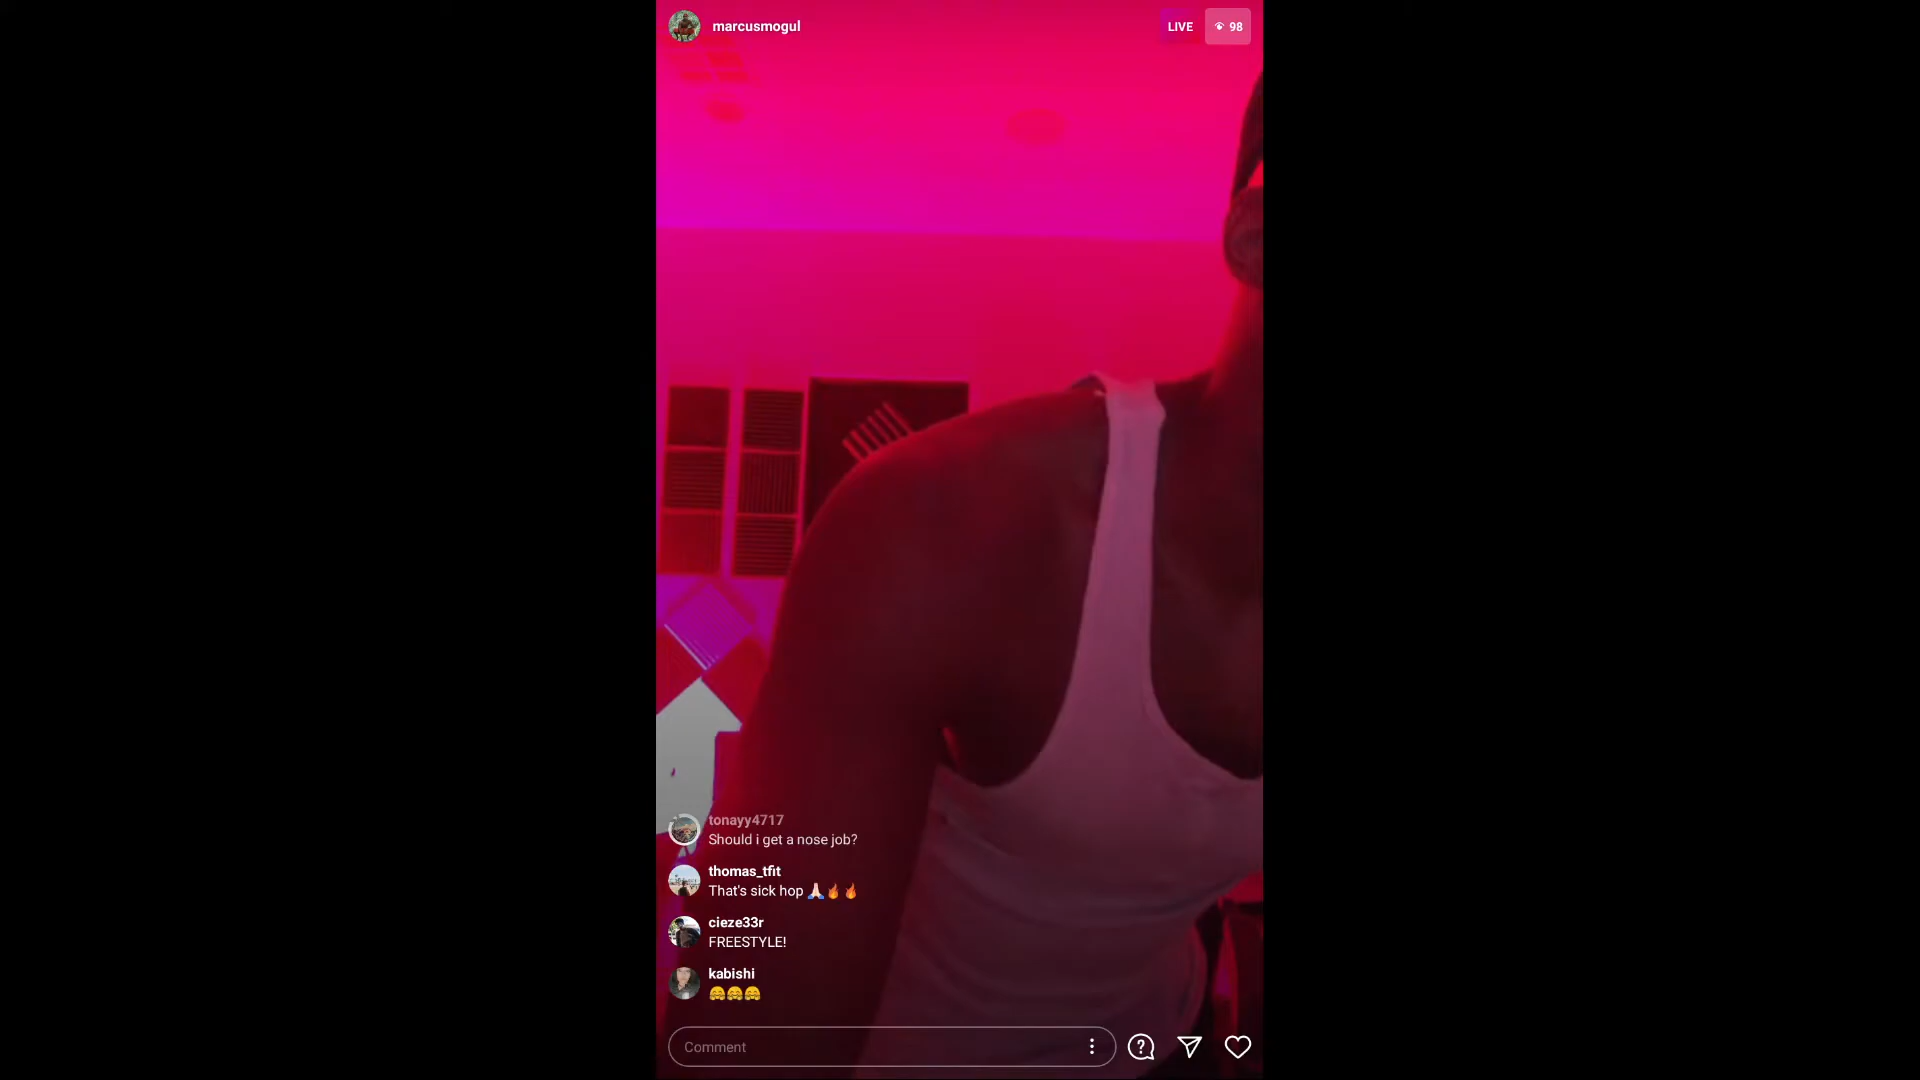 marcusmogul
LIVE
98
tonayy4717
Should i get a nose job?
thomas_tfit
That's sick hop 🙏🏻🔥🔥
cieze33r
FREESTYLE!
kabishi
🤗🤗🤗
Comment